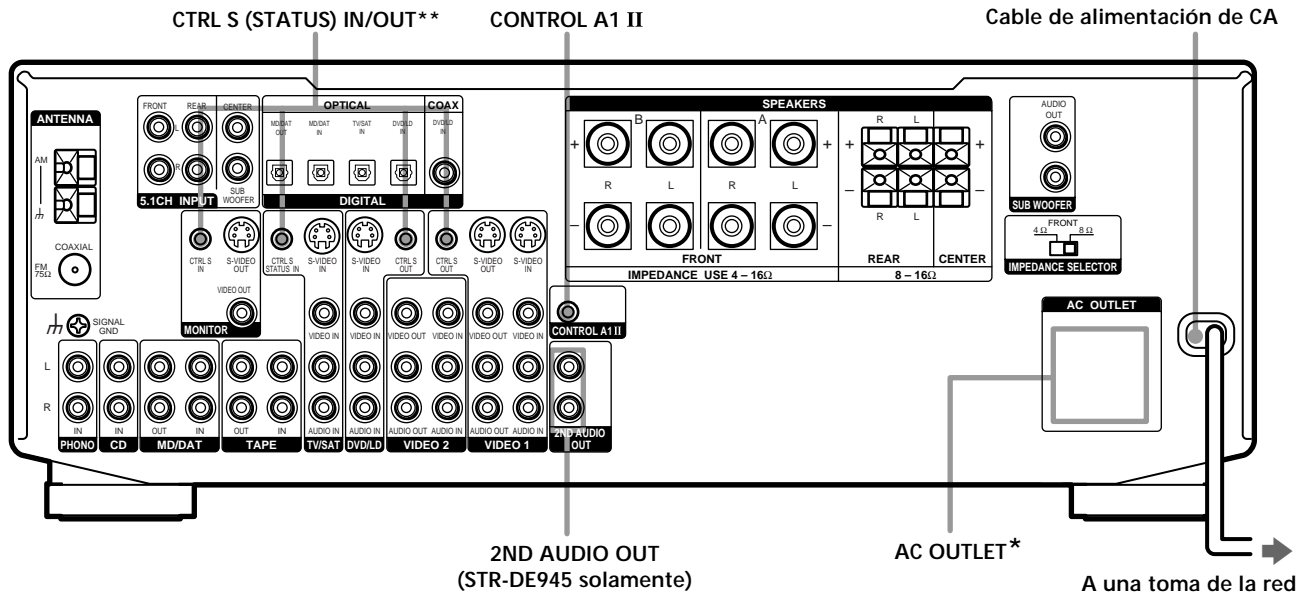 CTRL S (STATUS) IN/OUT** CONTROL A1 II Cable de alimentación de CA
FRONT REAR CENTER OPTICAL COAX
MD/DAT OUT MD/DAT IN TV/SAT IN DVD/LD IN DVD/LD IN
L
R
SUB WOOFER
5.1CH INPUT DIGITAL
ANTENNA
AM
COAXIAL
FM 75Ω
SPEAKERS
B A R L
+ + + +
R L R L
– – – –
R L
FRONT REAR CENTER
IMPEDANCE USE 4 – 16Ω 8 – 16Ω
AUDIO OUT
SUB WOOFER
FRONT
4 Ω 8 Ω
IMPEDANCE SELECTOR
AC OUTLET
CTRL S IN S-VIDEO OUT CTRL S STATUS IN S-VIDEO IN S-VIDEO IN CTRL S OUT CTRL S OUT S-VIDEO OUT S-VIDEO IN
VIDEO OUT
MONITOR
VIDEO IN VIDEO IN VIDEO OUT VIDEO IN VIDEO OUT VIDEO IN
CONTROL A1 II
SIGNAL GND
L
R
IN IN OUT IN OUT IN AUDIO IN AUDIO IN AUDIO OUT AUDIO IN AUDIO OUT AUDIO IN
PHONO CD MD/DAT TAPE TV/SAT DVD/LD VIDEO 2 VIDEO 1 2ND AUDIO OUT
2ND AUDIO OUT
(STR-DE945 solamente)
AC OUTLET*
A una toma de la red